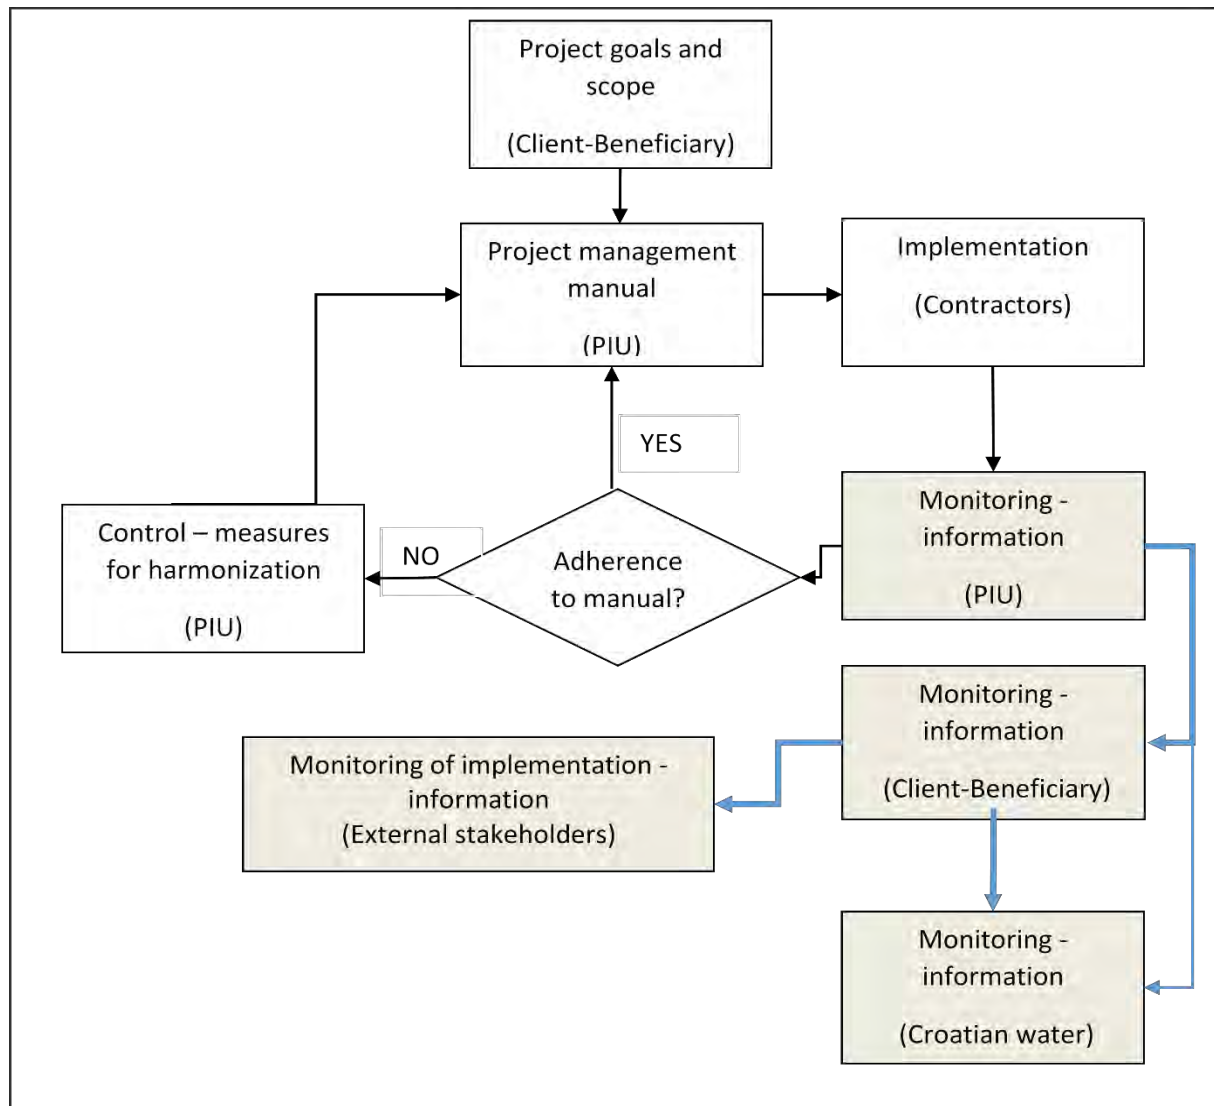 Project goals and
scope
(Client-Beneficiary)
Project management
manual
(PIU)
Implementation
(Contractors)
YES
Monitoring -
information
(PIU)
Control – measures
for harmonization
(PIU)
NO
Adherence
to manual?
Monitoring -
information
(Client-Beneficiary)
Monitoring of implementation -
information
(External stakeholders)
Monitoring -
information
(Croatian water)